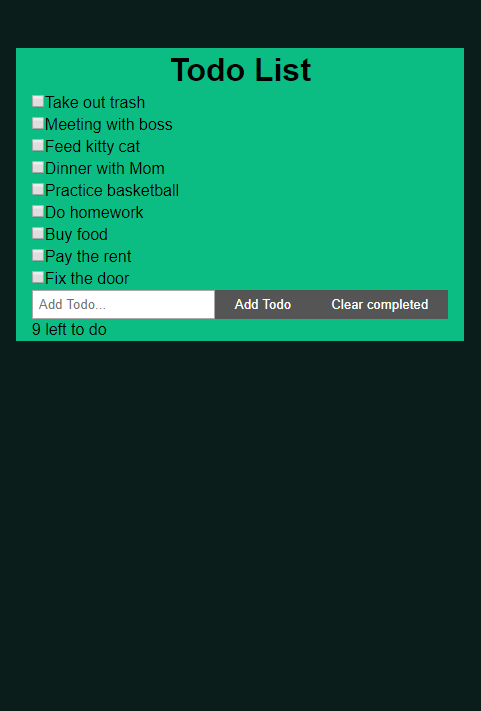 Todo List
Take out trash
Meeting with boss
Feed kitty cat
Dinner with Mom
Practice basketball
Do homework
Buy food
Pay the rent
Fix the door
Add Todo... Add Todo Clear completed
9 left to do